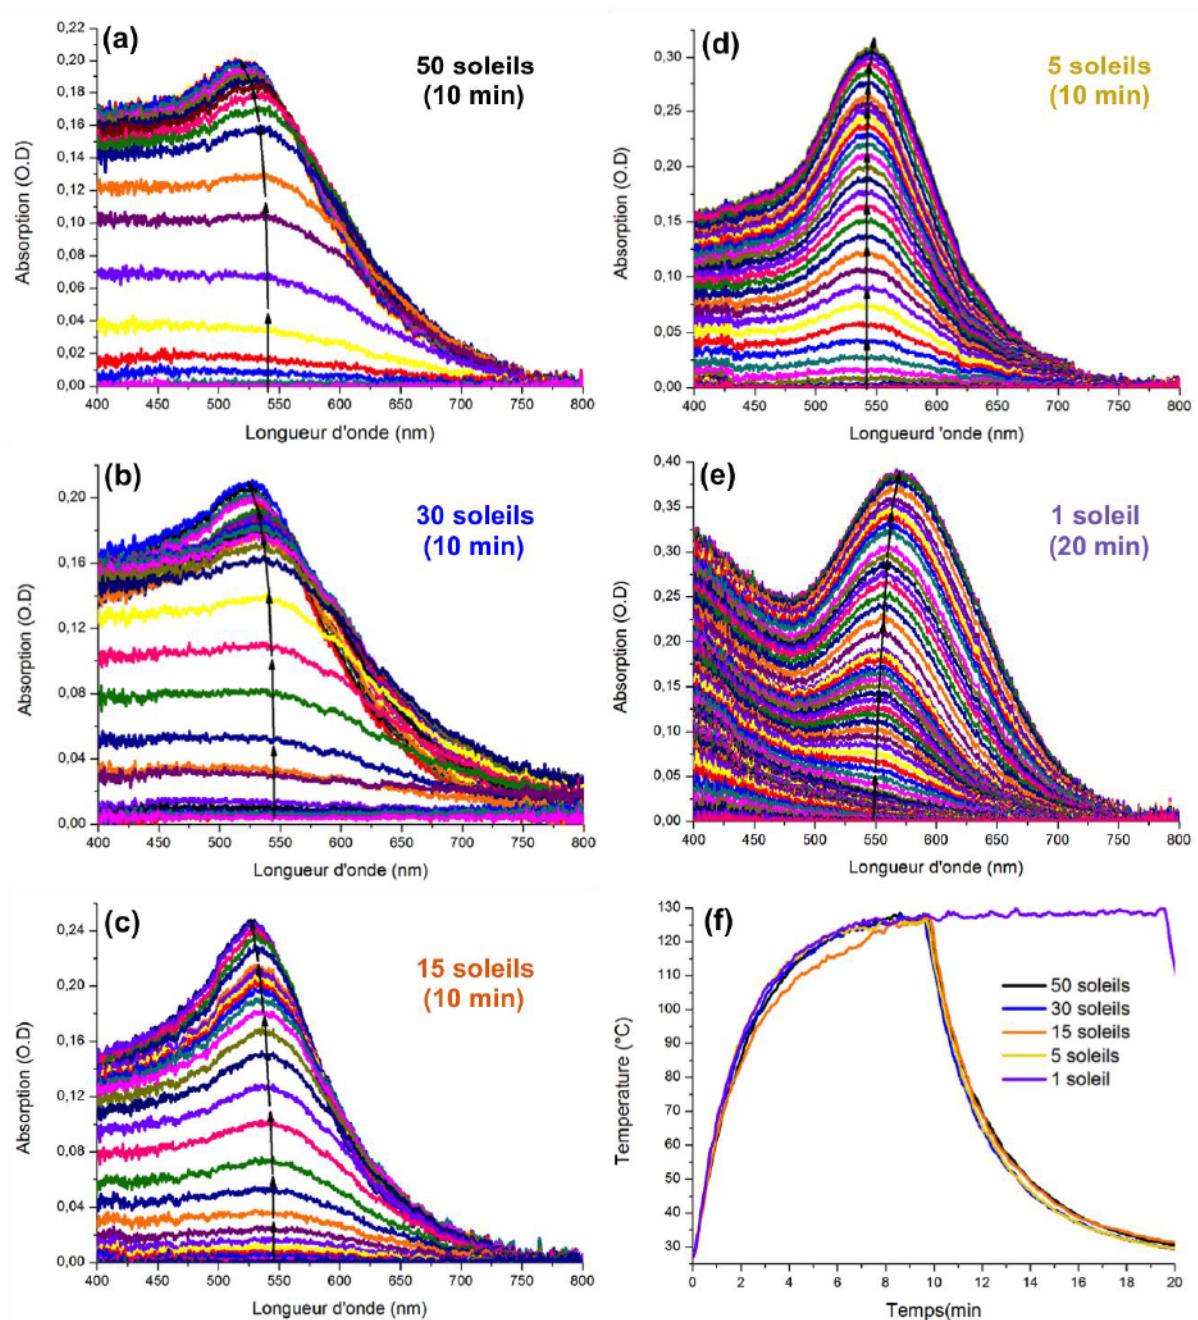 (a)
50 soleils
(10 min)
0,22
0,20
0,18
0,16
0,14
0,12
0,10
0,08
0,06
0,04
0,02
0,00
Absorption (O.D)
400 450 500 550 600 650 700 750 800
Longueur d'onde (nm)
(d)
5 soleils
(10 min)
0,30
0,25
0,20
0,15
0,10
0,05
0,00
Absorption (O.D)
400 450 500 550 600 650 700 750 800
Longueurd 'onde (nm)
(b)
30 soleils
(10 min)
0,20
0,16
0,12
0,08
0,04
0,00
Absorption (O.D)
400 450 500 550 600 650 700 750 800
Longueur d'onde (nm)
(e)
1 soleil
(20 min)
0,40
0,35
0,30
0,25
0,20
0,15
0,10
0,05
0,00
Absorption (O.D)
400 450 500 550 600 650 700 750 800
Longueur d'onde (nm)
(c)
15 soleils
(10 min)
0,24
0,20
0,16
0,12
0,08
0,04
0,00
Absorption (O.D)
400 450 500 550 600 650 700 750 800
Longueur d'onde (nm)
(f)
130
120
110
100
90
80
70
60
50
40
30
Temperature (°C)
50 soleils
30 soleils
15 soleils
5 soleils
1 soleil
0 2 4 6 8 10 12 14 16 18 20
Temps(min